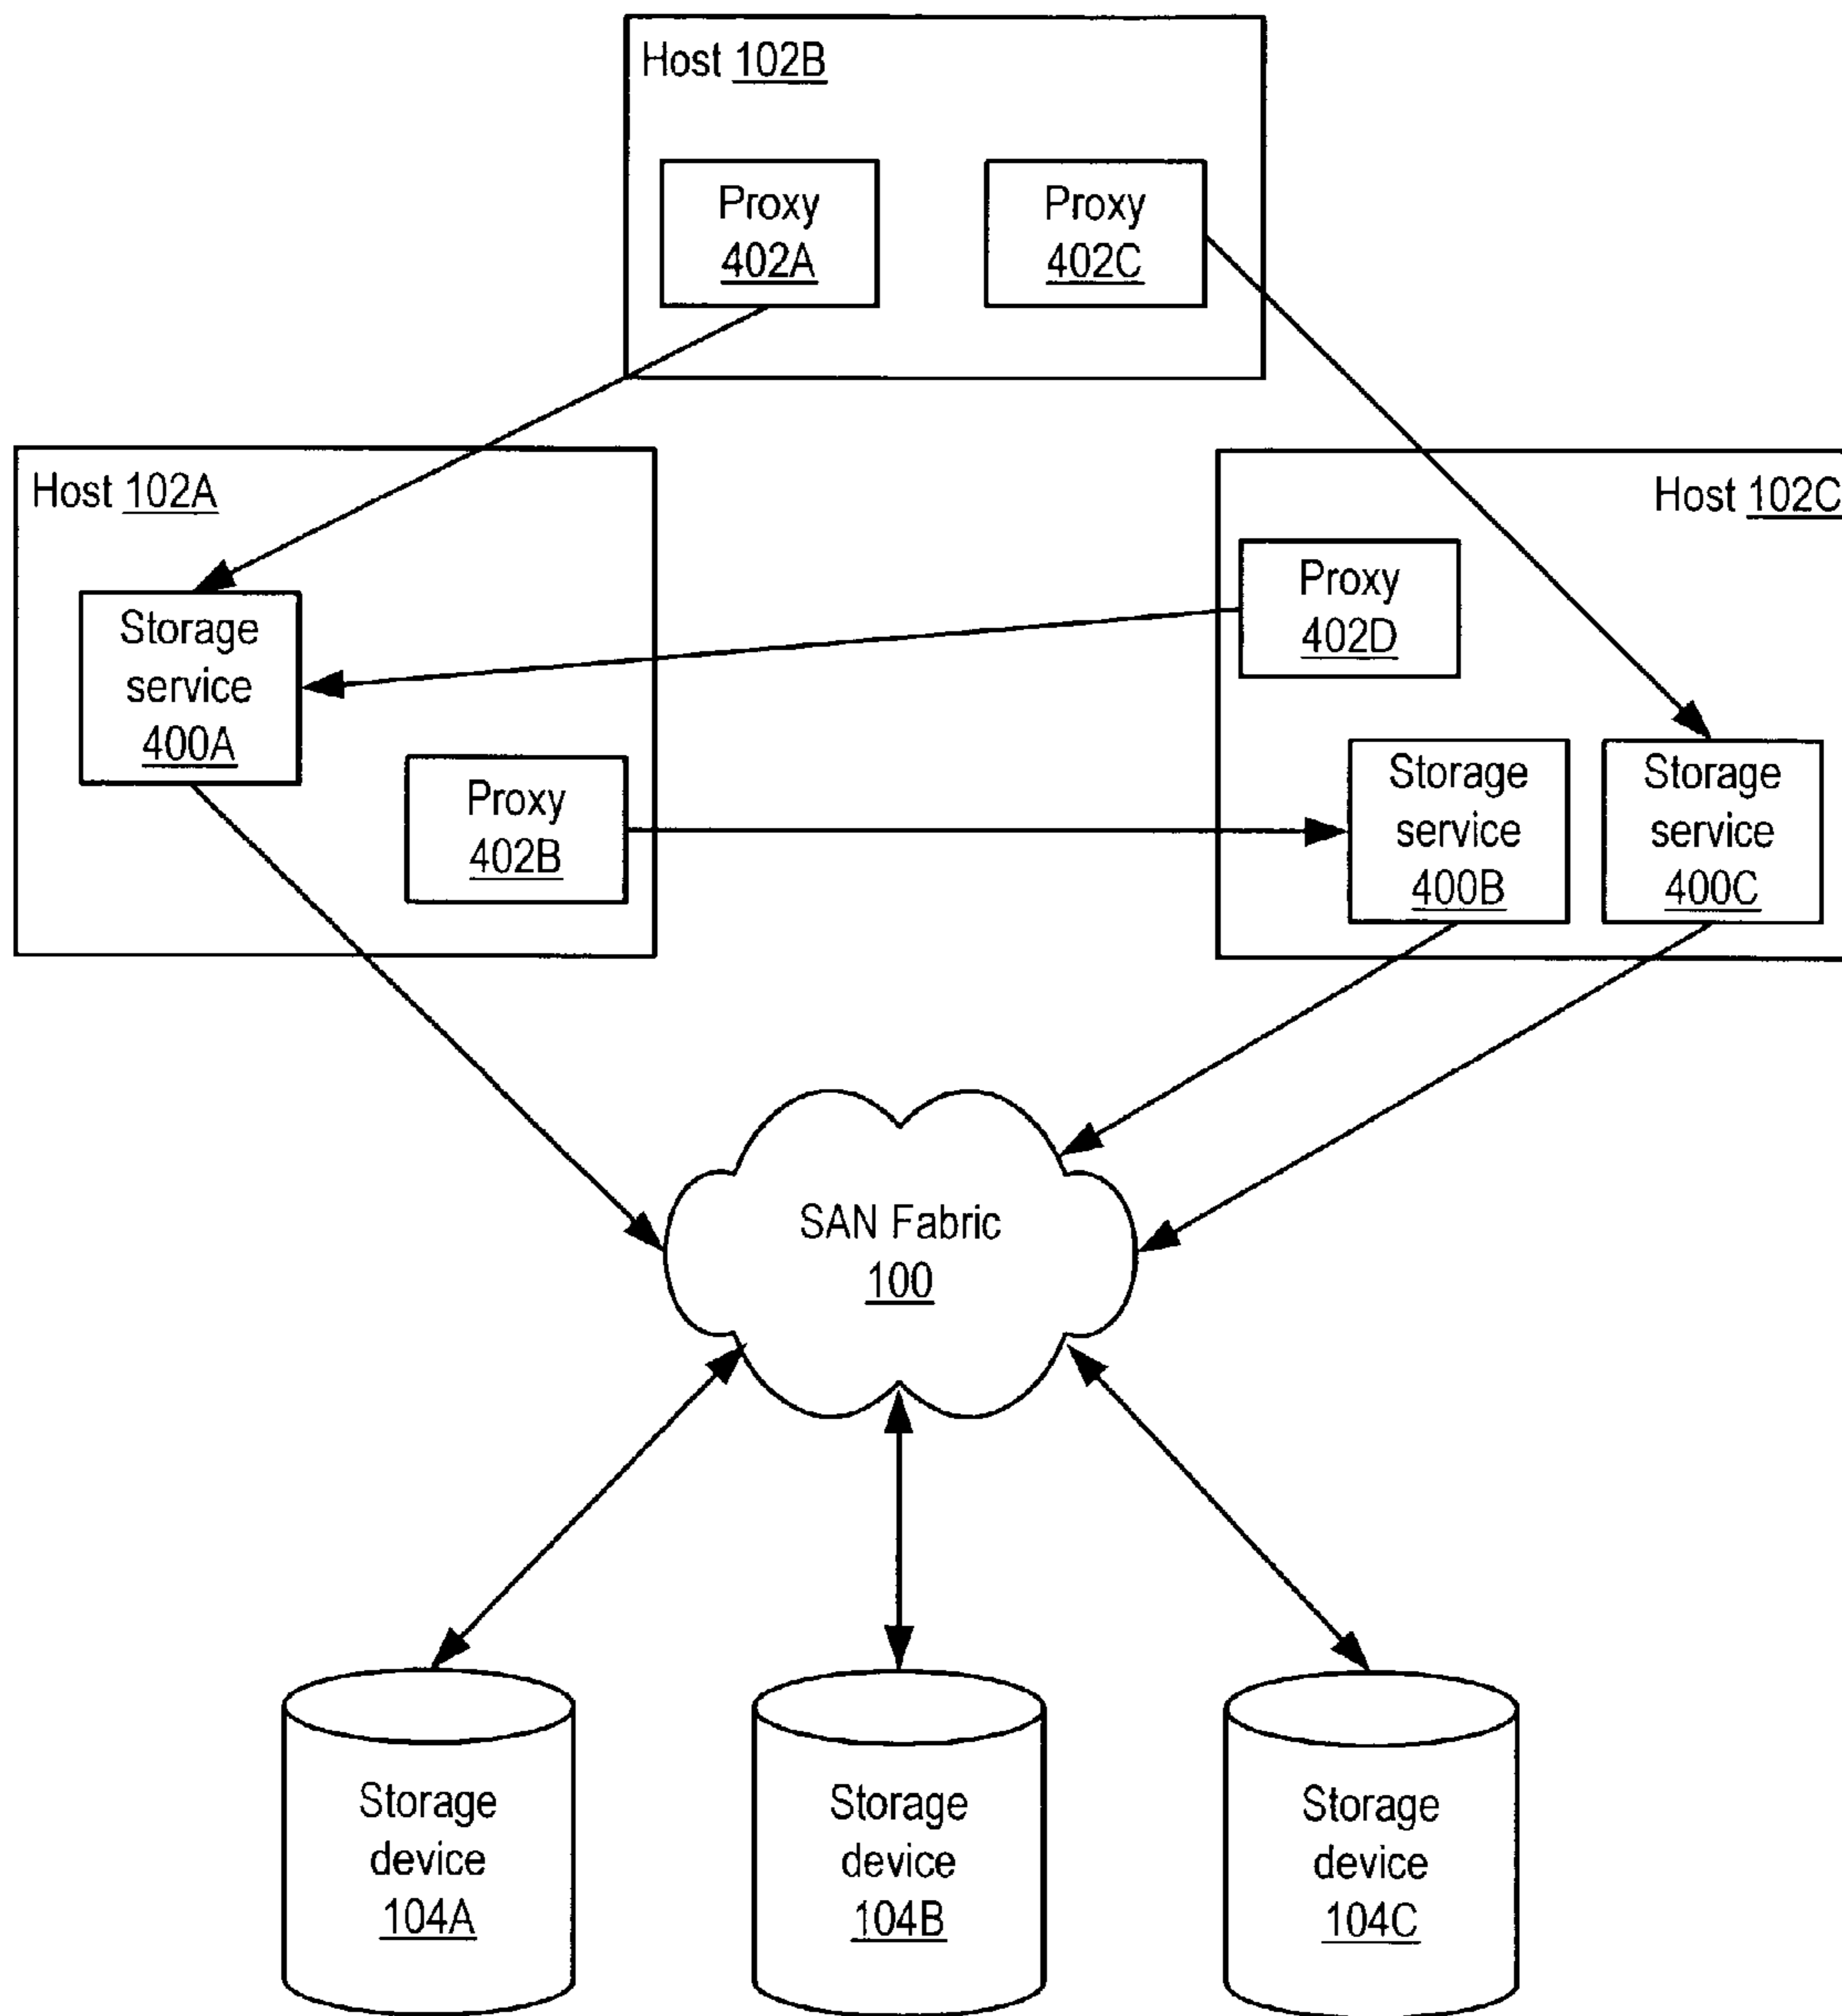 Host 102B
Proxy
402A
Proxy
402C
Host 102A
Storage
service
400A
Proxy
402B
Host 102C
Proxy
402D
Storage
service
400B
Storage
service
400C
SAN Fabric
100
Storage
device
104A
Storage
device
104B
Storage
device
104C